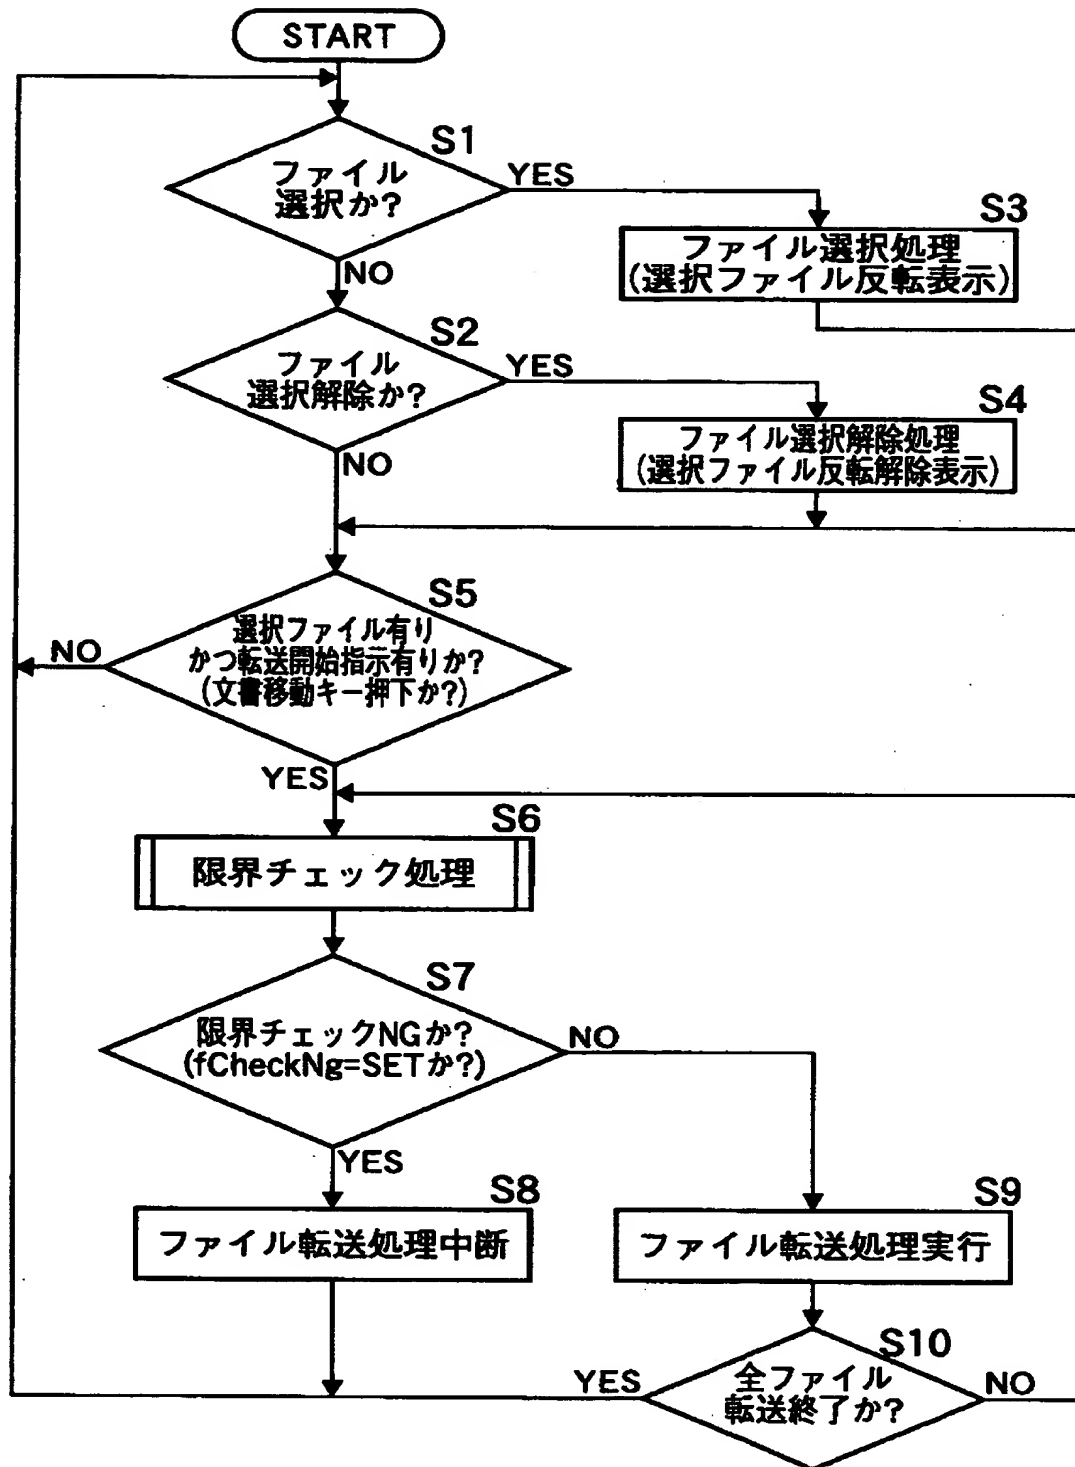 START
S1
ファイル
選択か?
YES
NO
S3
ファイル選択処理
(選択ファイル反転表示)
S2
ファイル
選択解除か?
YES
NO
S4
ファイル選択解除処理
(選択ファイル反転解除表示)
S5
選択ファイル有り
かつ転送開始指示有りか?
(文書移動キー押下か?)
NO
YES
S6
限界チェック処理
S7
限界チェックNGか?
(fCheckNg=SETか?)
NO
YES
S8
ファイル転送処理中断
S9
ファイル転送処理実行
S10
全ファイル
転送終了か?
YES
NO